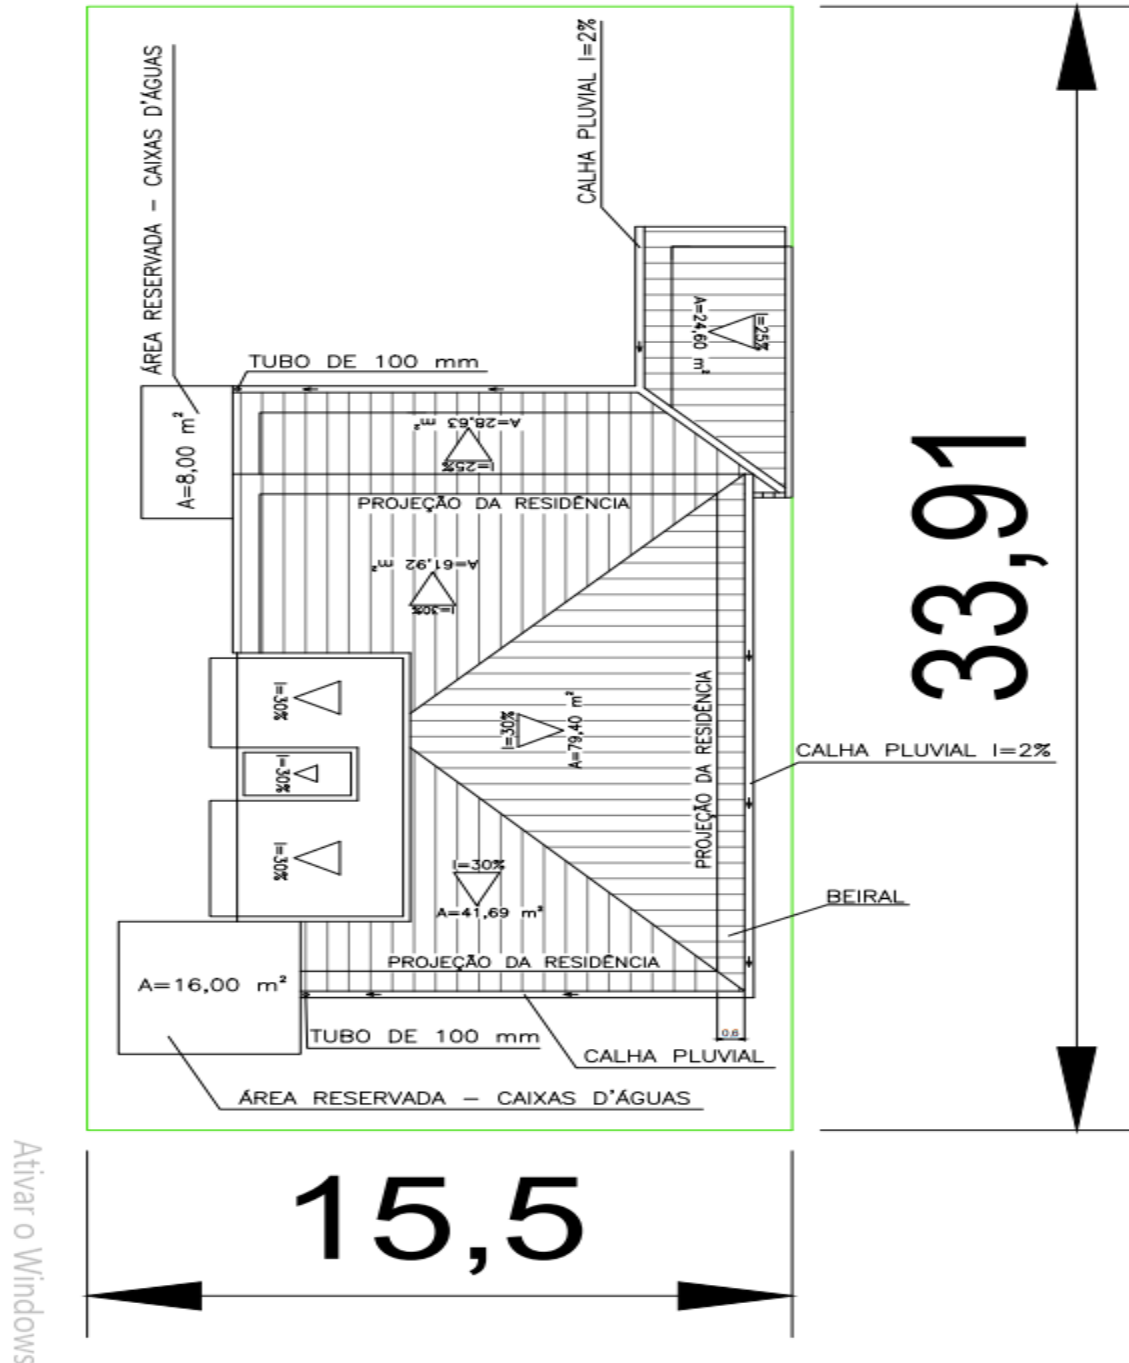 ÁREA RESERVADA - CAIXAS D'ÁGUAS
CALHA PLUVIAL I=2%
I=25%
A=24,60 m²
TUBO DE 100 mm
A=8,00 m²
A=28,63 m²
I=25%
PROJEÇÃO DA RESIDÊNCIA
A=61,92 m²
I=30%
33,91
I=30%
I=30%
I=30%
I=30%
A=79,40 m²
PROJEÇÃO DA RESIDÊNCIA
CALHA PLUVIAL I=2%
I=30%
A=41,69 m²
BEIRAL
PROJEÇÃO DA RESIDÊNCIA
A=16,00 m²
TUBO DE 100 mm
0.6
CALHA PLUVIAL
ÁREA RESERVADA - CAIXAS D'ÁGUAS
15,5
Ativar o Windows